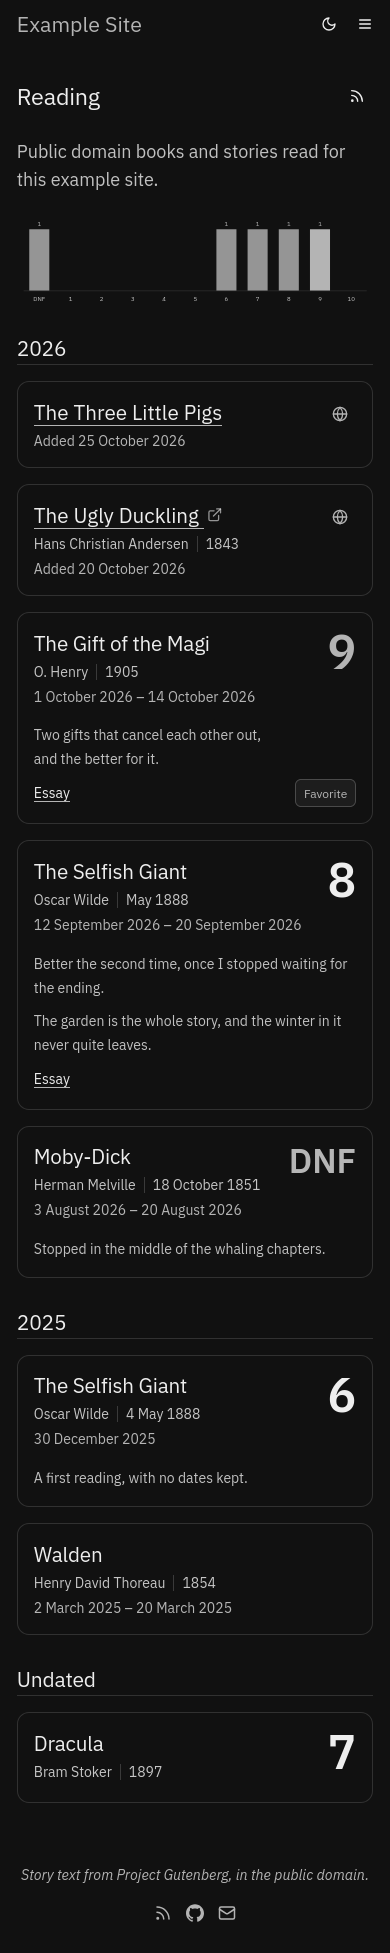 Example Site
Reading
Public domain books and stories read for
this example site.
1 1 1 1 1
DNF 1 2 3 4 5 6 7 8 9 10
2026
The Three Little Pigs
Added 25 October 2026
The Ugly Duckling
Hans Christian Andersen | 1843
Added 20 October 2026
The Gift of the Magi
9
O. Henry | 1905
1 October 2026 – 14 October 2026
Two gifts that cancel each other out,
and the better for it.
Essay
Favorite
The Selfish Giant
8
Oscar Wilde | May 1888
12 September 2026 – 20 September 2026
Better the second time, once I stopped waiting for
the ending.
The garden is the whole story, and the winter in it
never quite leaves.
Essay
Moby-Dick
DNF
Herman Melville | 18 October 1851
3 August 2026 – 20 August 2026
Stopped in the middle of the whaling chapters.
2025
The Selfish Giant
6
Oscar Wilde | 4 May 1888
30 December 2025
A first reading, with no dates kept.
Walden
Henry David Thoreau | 1854
2 March 2025 – 20 March 2025
Undated
Dracula
7
Bram Stoker | 1897
Story text from Project Gutenberg, in the public domain.